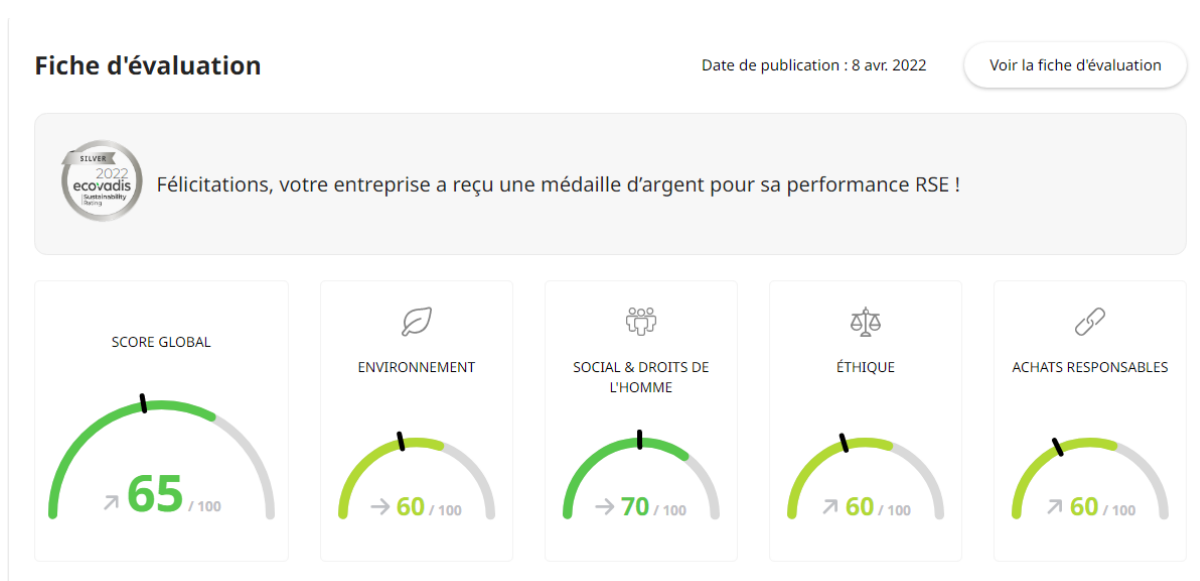 Fiche d'évaluation
Date de publication : 8 avr. 2022
Voir la fiche d'évaluation
SILVER
2022
ecovadis
Sustainability
Rating
Félicitations, votre entreprise a reçu une médaille d’argent pour sa performance RSE !
SCORE GLOBAL
65 / 100
ENVIRONNEMENT
60 / 100
SOCIAL & DROITS DE
L'HOMME
70 / 100
ÉTHIQUE
60 / 100
ACHATS RESPONSABLES
60 / 100